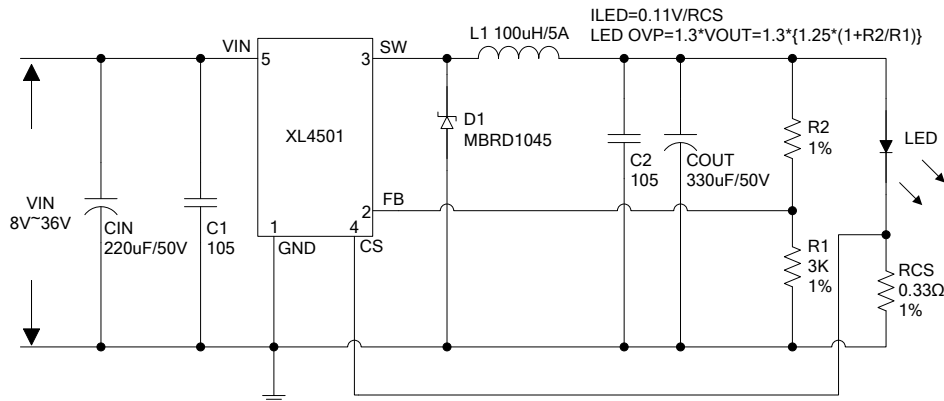 ILED=0.11V/RCS
LED OVP=1.3*VOUT=1.3*{1.25*(1+R2/R1)}
L1 100uH/5A
VIN
SW
5
3
XL4501
D1
MBRD1045
R2
1%
LED
C2
105
COUT
330uF/50V
VIN
8V~36V
CIN
220uF/50V
C1
105
FB
2
1
4
GND
CS
R1
3K
1%
RCS
0.33Ω
1%